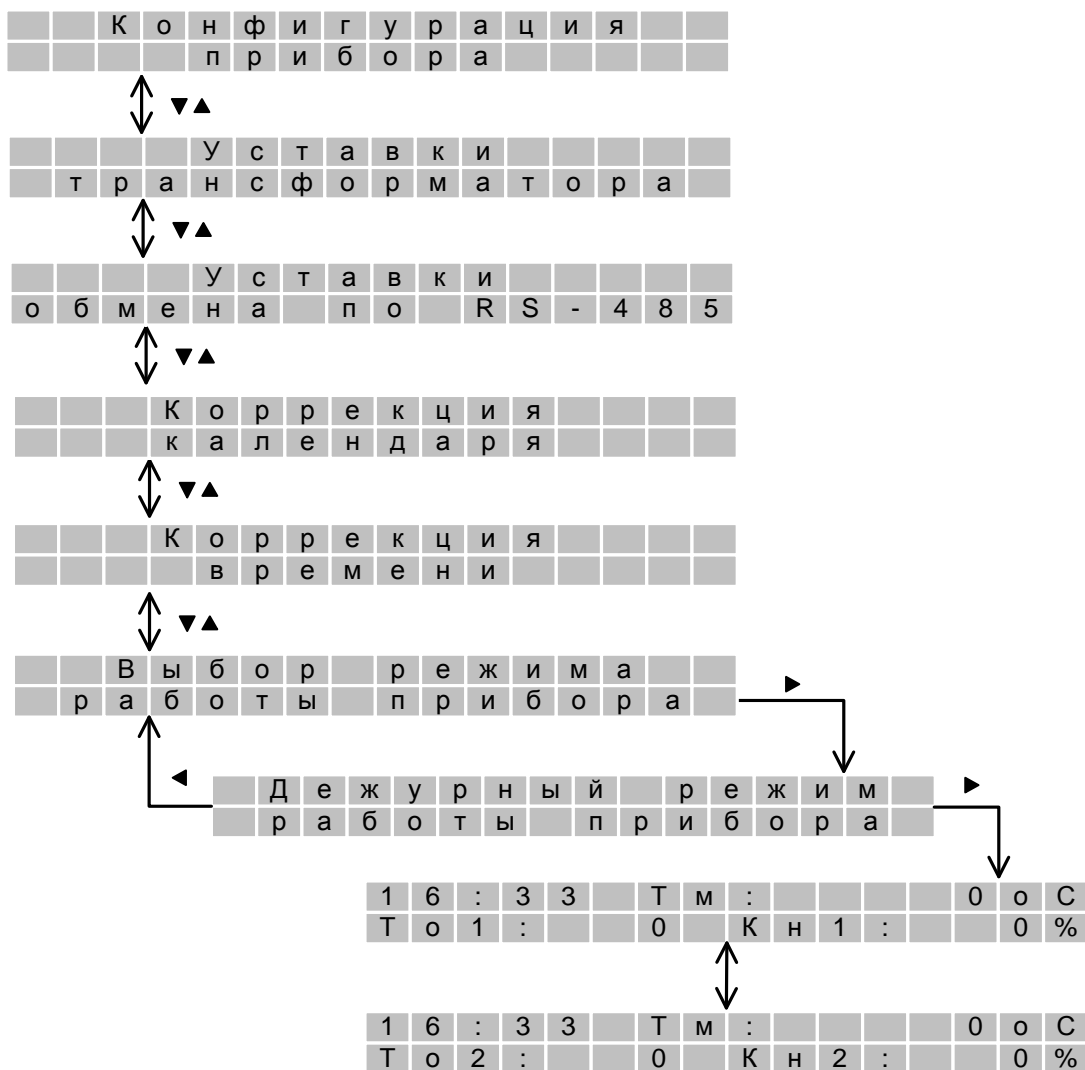 Конфигурация
прибора
▼▲
Уставки
трансформатора
▼▲
Уставки
обмена по RS-485
▼▲
Коррекция
календаря
▼▲
Коррекция
времени
▼▲
Выбор режима
работы прибора
►
◄
Дежурный режим
работы прибора
►
16:33 Тм: 0оС
То1: 0 Кн1: 0%
16:33 Тм: 0оС
То2: 0 Кн2: 0%